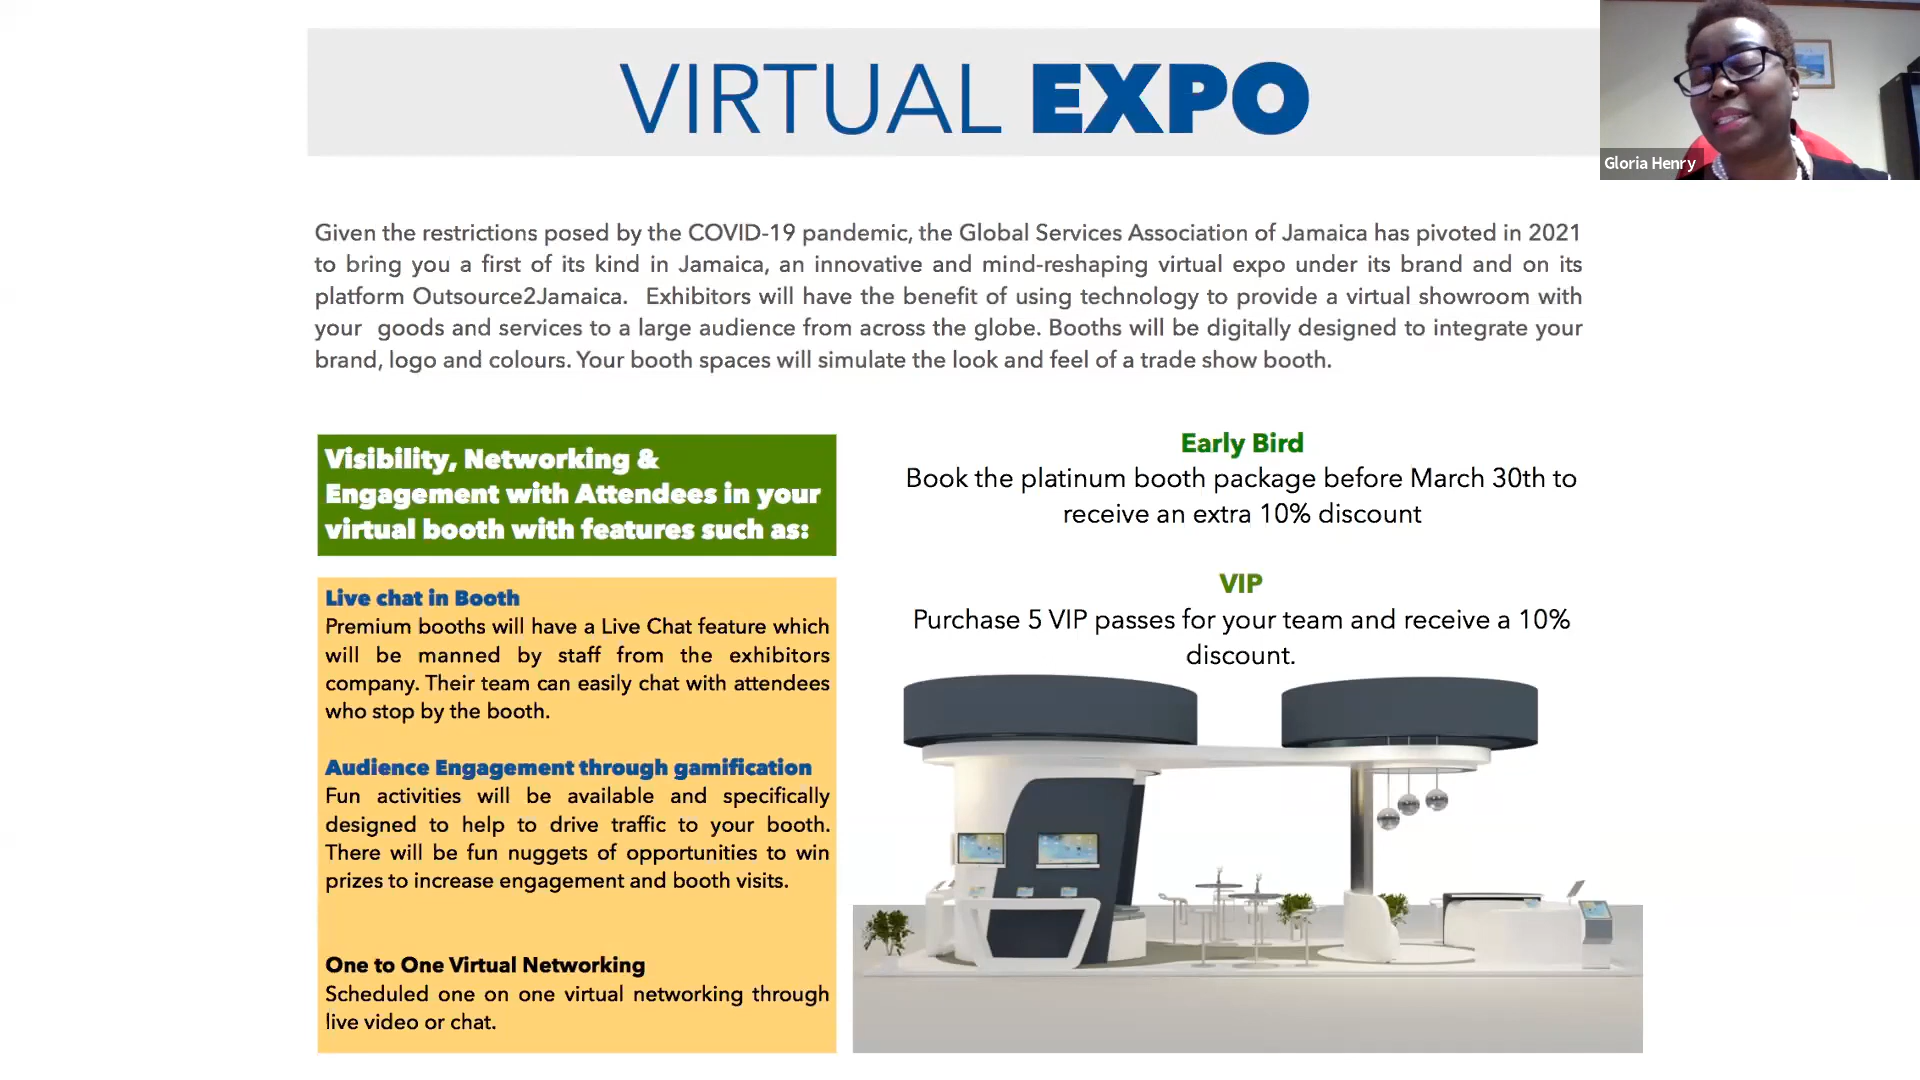 VIRTUAL EXPO
Gloria Henry
Given the restrictions posed by the COVID-19 pandemic, the Global Services Association of Jamaica has pivoted in 2021
to bring you a first of its kind in Jamaica, an innovative and mind-reshaping virtual expo under its brand and on its
platform Outsource2Jamaica. Exhibitors will have the benefit of using technology to provide a virtual showroom with
your goods and services to a large audience from across the globe. Booths will be digitally designed to integrate your
brand, logo and colours. Your booth spaces will simulate the look and feel of a trade show booth.
Visibility, Networking &
Engagement with Attendees in your
virtual booth with features such as:
Live chat in Booth
Premium booths will have a Live Chat feature which
will be manned by staff from the exhibitors
company. Their team can easily chat with attendees
who stop by the booth.
Audience Engagement through gamification
Fun activities will be available and specifically
designed to help to drive traffic to your booth.
There will be fun nuggets of opportunities to win
prizes to increase engagement and booth visits.
One to One Virtual Networking
Scheduled one on one virtual networking through
live video or chat.
Early Bird
Book the platinum booth package before March 30th to
receive an extra 10% discount
VIP
Purchase 5 VIP passes for your team and receive a 10%
discount.